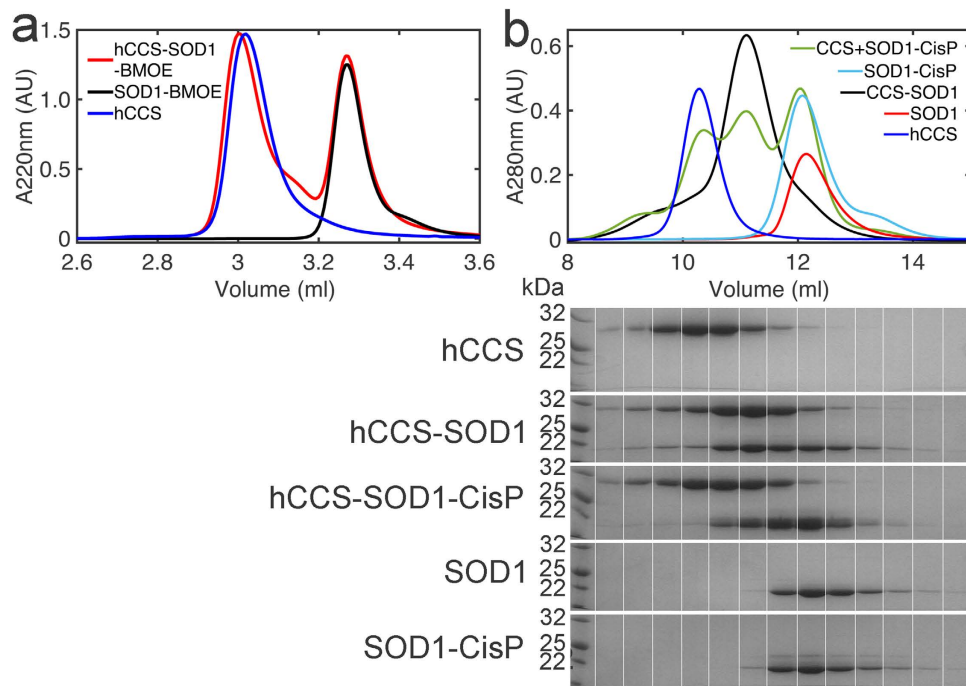 a
A220nm (AU)
1.5
1.0
0.5
0
hCCS-SOD1
-BMOE
SOD1-BMOE
hCCS
2.6 2.8 3 3.2 3.4 3.6
Volume (ml)
b
A280nm (AU)
0.6
0.4
0.2
0
CCS+SOD1-CisP
SOD1-CisP
CCS-SOD1
SOD1
hCCS
8 10 12 14
Volume (ml)
kDa
hCCS
32
25
22
hCCS-SOD1
32
25
22
hCCS-SOD1-CisP
32
25
22
SOD1
32
25
22
SOD1-CisP
32
25
22